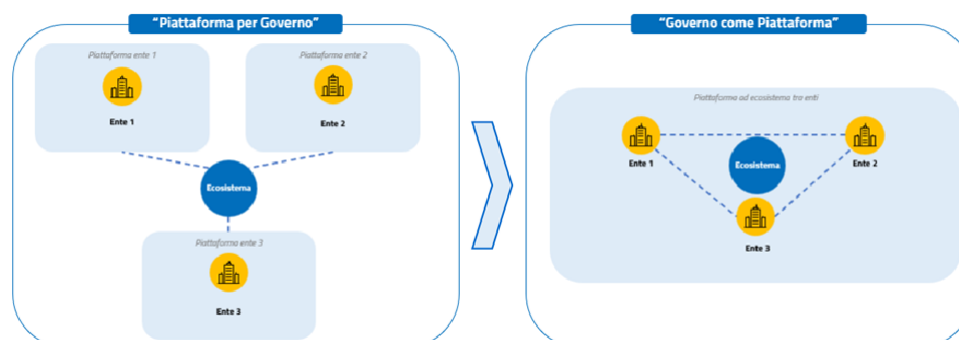 "Piattaforma per Governo"
Piattaforma ente 1
Ente 1
Piattaforma ente 2
Ente 2
Ecosistema
Piattaforma ente 3
Ente 3
"Governo come Piattaforma"
Piattaforma ad ecosistema tra enti
Ente 1
Ente 2
Ecosistema
Ente 3